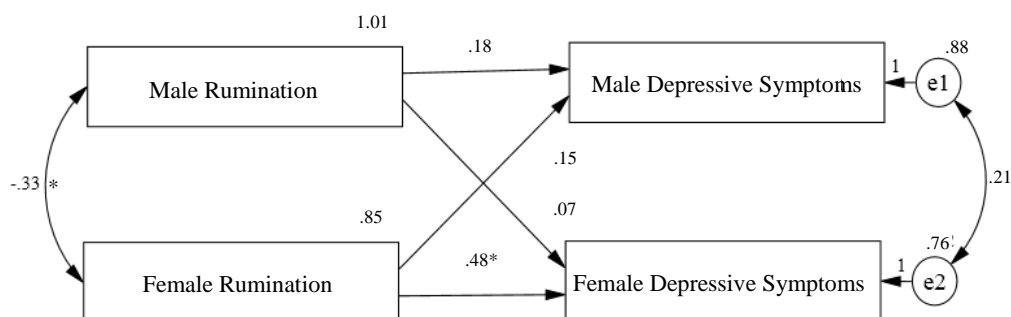 1.01
.18
.88
Male Rumination
Male Depressive Symptoms
1
e1
-.33 *
.15
.21
.85
.07
.76
.48*
Female Rumination
Female Depressive Symptoms
1
e2